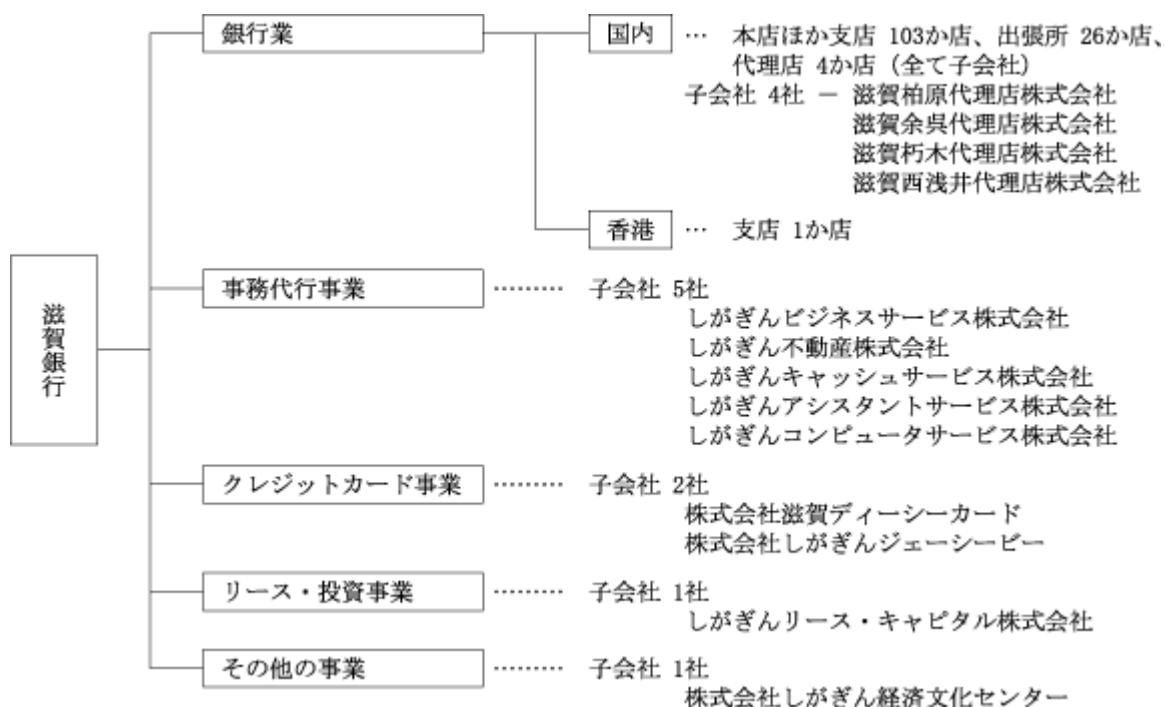 滋賀銀行
銀行業
国内 … 本店ほか支店 103か店、出張所 26か店、
代理店 4か店（全て子会社）
子会社 4社 － 滋賀柏原代理店株式会社
滋賀余呉代理店株式会社
滋賀朽木代理店株式会社
滋賀西浅井代理店株式会社
香港 … 支店 1か店
事務代行事業 ……… 子会社 5社
しがぎんビジネスサービス株式会社
しがぎん不動産株式会社
しがぎんキャッシュサービス株式会社
しがぎんアシスタントサービス株式会社
しがぎんコンピュータサービス株式会社
クレジットカード事業 ……… 子会社 2社
株式会社滋賀ディーシーカード
株式会社しがぎんジェーシービー
リース・投資事業 ……… 子会社 1社
しがぎんリース・キャピタル株式会社
その他の事業 ……… 子会社 1社
株式会社しがぎん経済文化センター